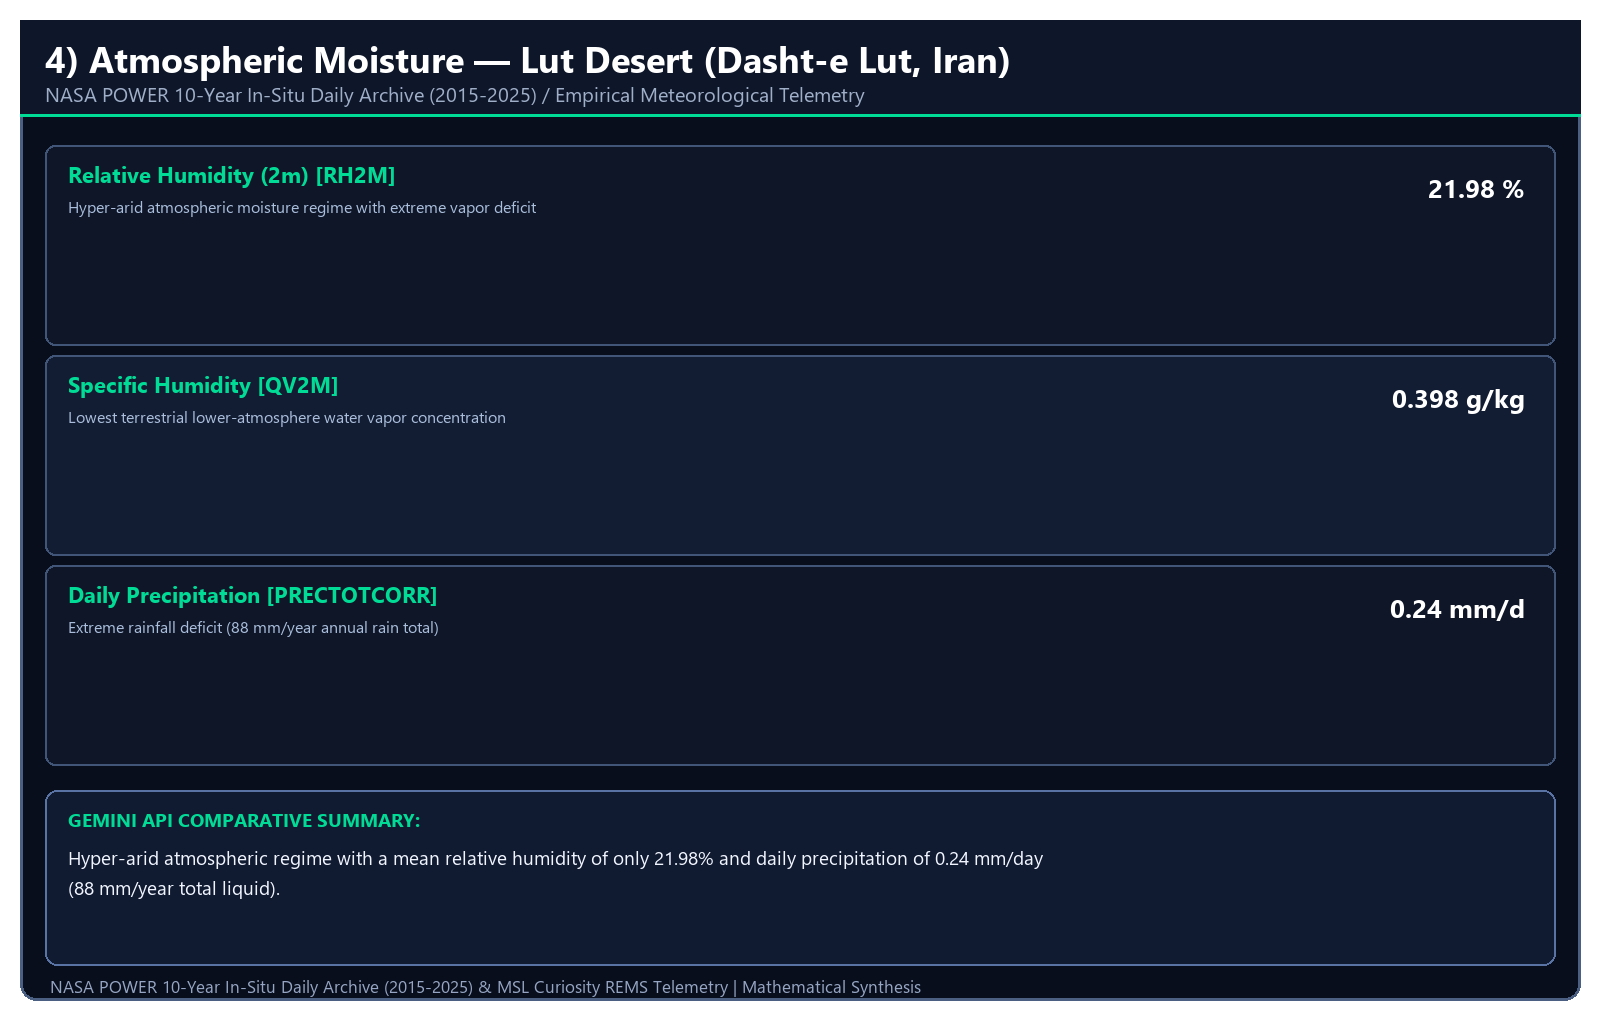 4) Atmospheric Moisture — Lut Desert (Dasht-e Lut, Iran)
NASA POWER 10-Year In-Situ Daily Archive (2015-2025) / Empirical Meteorological Telemetry
Relative Humidity (2m) [RH2M]
21.98 %
Hyper-arid atmospheric moisture regime with extreme vapor deficit
Specific Humidity [QV2M]
0.398 g/kg
Lowest terrestrial lower-atmosphere water vapor concentration
Daily Precipitation [PRECTOTCORR]
0.24 mm/d
Extreme rainfall deficit (88 mm/year annual rain total)
GEMINI API COMPARATIVE SUMMARY:
Hyper-arid atmospheric regime with a mean relative humidity of only 21.98% and daily precipitation of 0.24 mm/day
(88 mm/year total liquid).
NASA POWER 10-Year In-Situ Daily Archive (2015-2025) & MSL Curiosity REMS Telemetry | Mathematical Synthesis